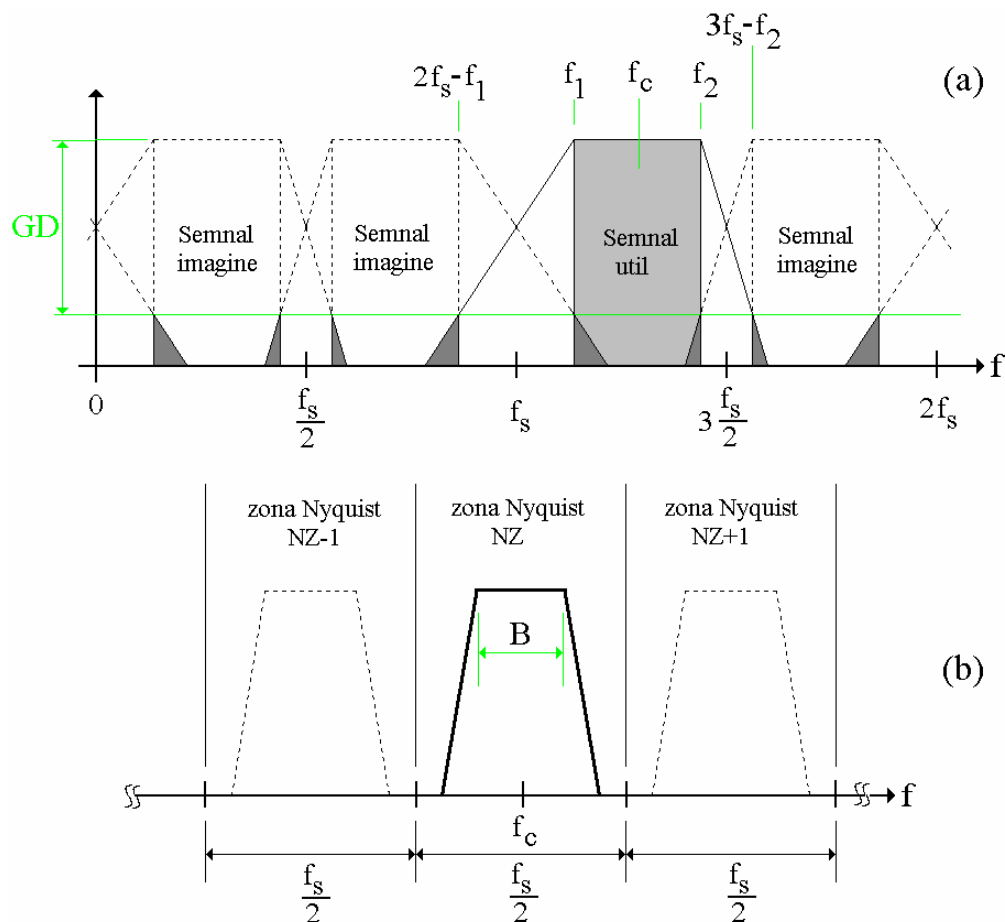 3fs-f2
(a)
2fs-f1
f1
fc
f2
GD
Semnal
imagine
Semnal
imagine
Semnal
util
Semnal
imagine
f
0
fs
2
fs
3 fs
2
2fs
zona Nyquist
NZ-1
zona Nyquist
NZ
zona Nyquist
NZ+1
B
(b)
f
fc
fs
2
fs
2
fs
2